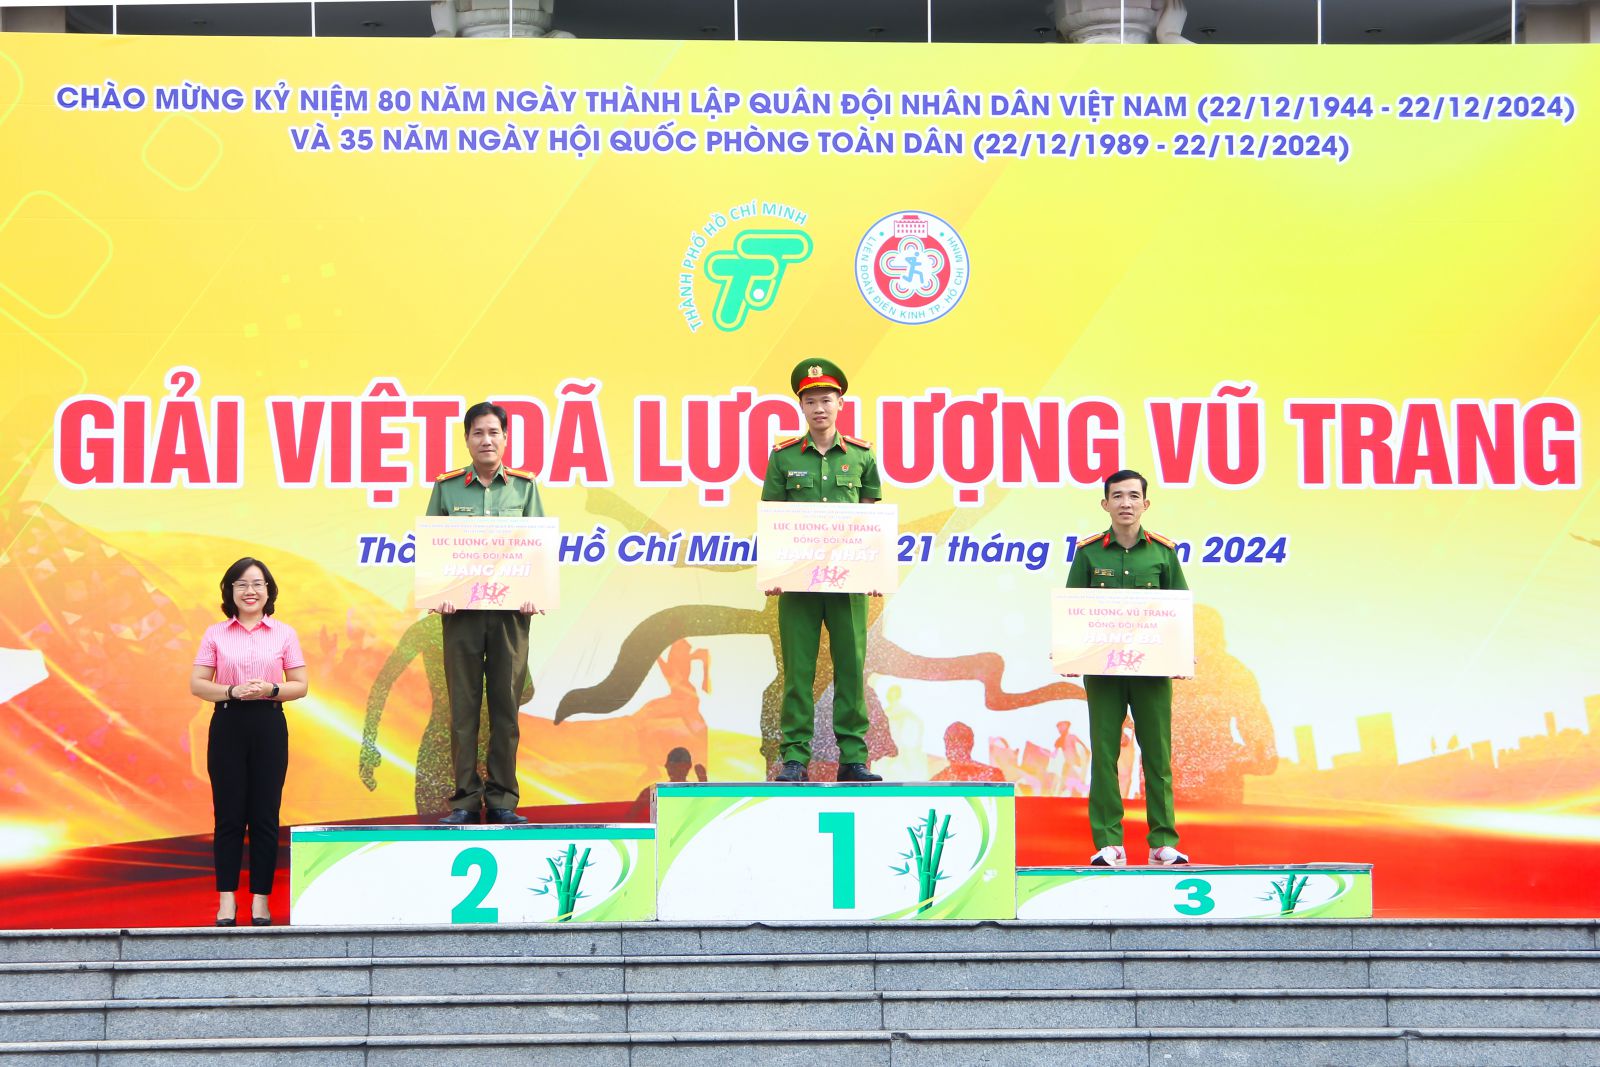 CHÀO MỪNG KỶ NIỆM 80 NĂM NGÀY THÀNH LẬP QUÂN ĐỘI NHÂN DÂN VIỆT NAM (22/12/1944 - 22/12/2024)
VÀ 35 NĂM NGÀY HỘI QUỐC PHÒNG TOÀN DÂN (22/12/1989 - 22/12/2024)
THÀNH PHỐ HỒ CHÍ MINH
LIÊN ĐOÀN ĐIỀN KINH TP. HỒ CHÍ MINH
GIẢI VIỆT DÃ LỰC LƯỢNG VŨ TRANG
Thà Hồ Chí Minh 21 tháng 1 m 2024
LỰC LƯỢNG VŨ TRANG
ĐỒNG ĐỘI NAM
HẠNG NHÌ
LỰC LƯỢNG VŨ TRANG
ĐỒNG ĐỘI NAM
HẠNG NHẤT
LỰC LƯỢNG VŨ TRANG
ĐỒNG ĐỘI NAM
HẠNG BA
2
1
3